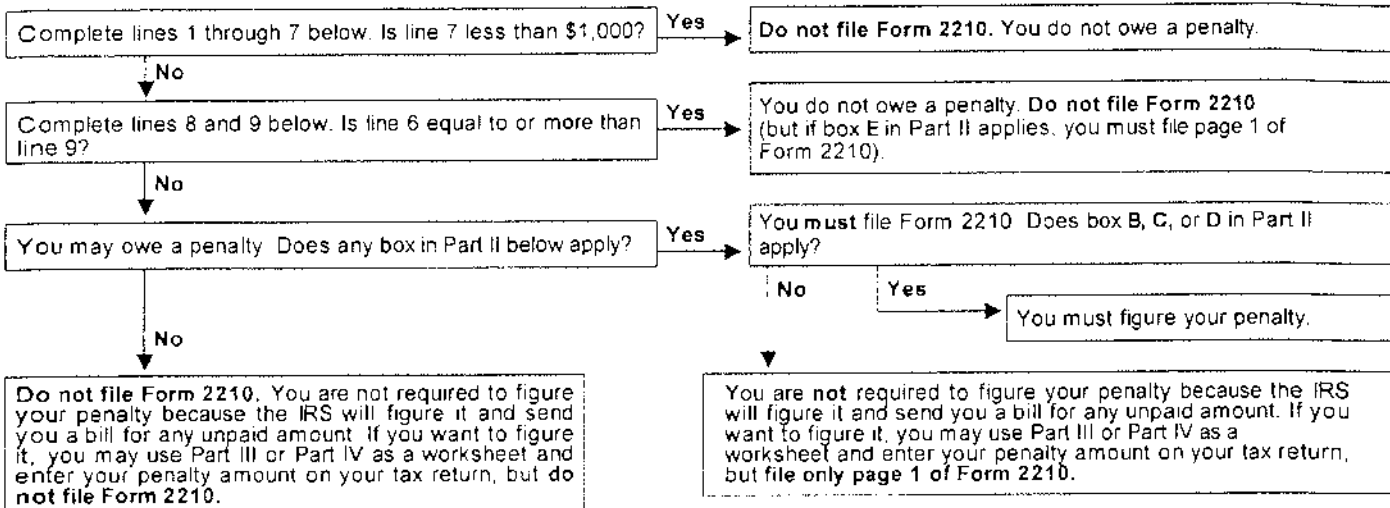 Complete lines 1 through 7 below. Is line 7 less than $1,000?
Yes
Do not file Form 2210. You do not owe a penalty.
No
Complete lines 8 and 9 below. Is line 6 equal to or more than
line 9?
Yes
You do not owe a penalty. Do not file Form 2210
(but if box E in Part II applies, you must file page 1 of
Form 2210).
No
You may owe a penalty Does any box in Part II below apply?
Yes
You must file Form 2210 Does box B, C, or D in Part II
apply?
No
Yes
You must figure your penalty.
No
Do not file Form 2210. You are not required to figure
your penalty because the IRS will figure it and send
you a bill for any unpaid amount If you want to figure
it, you may use Part III or Part IV as a worksheet and
enter your penalty amount on your tax return, but do
not file Form 2210.
You are not required to figure your penalty because the IRS
will figure it and send you a bill for any unpaid amount. If you
want to figure it, you may use Part III or Part IV as a
worksheet and enter your penalty amount on your tax return,
but file only page 1 of Form 2210.